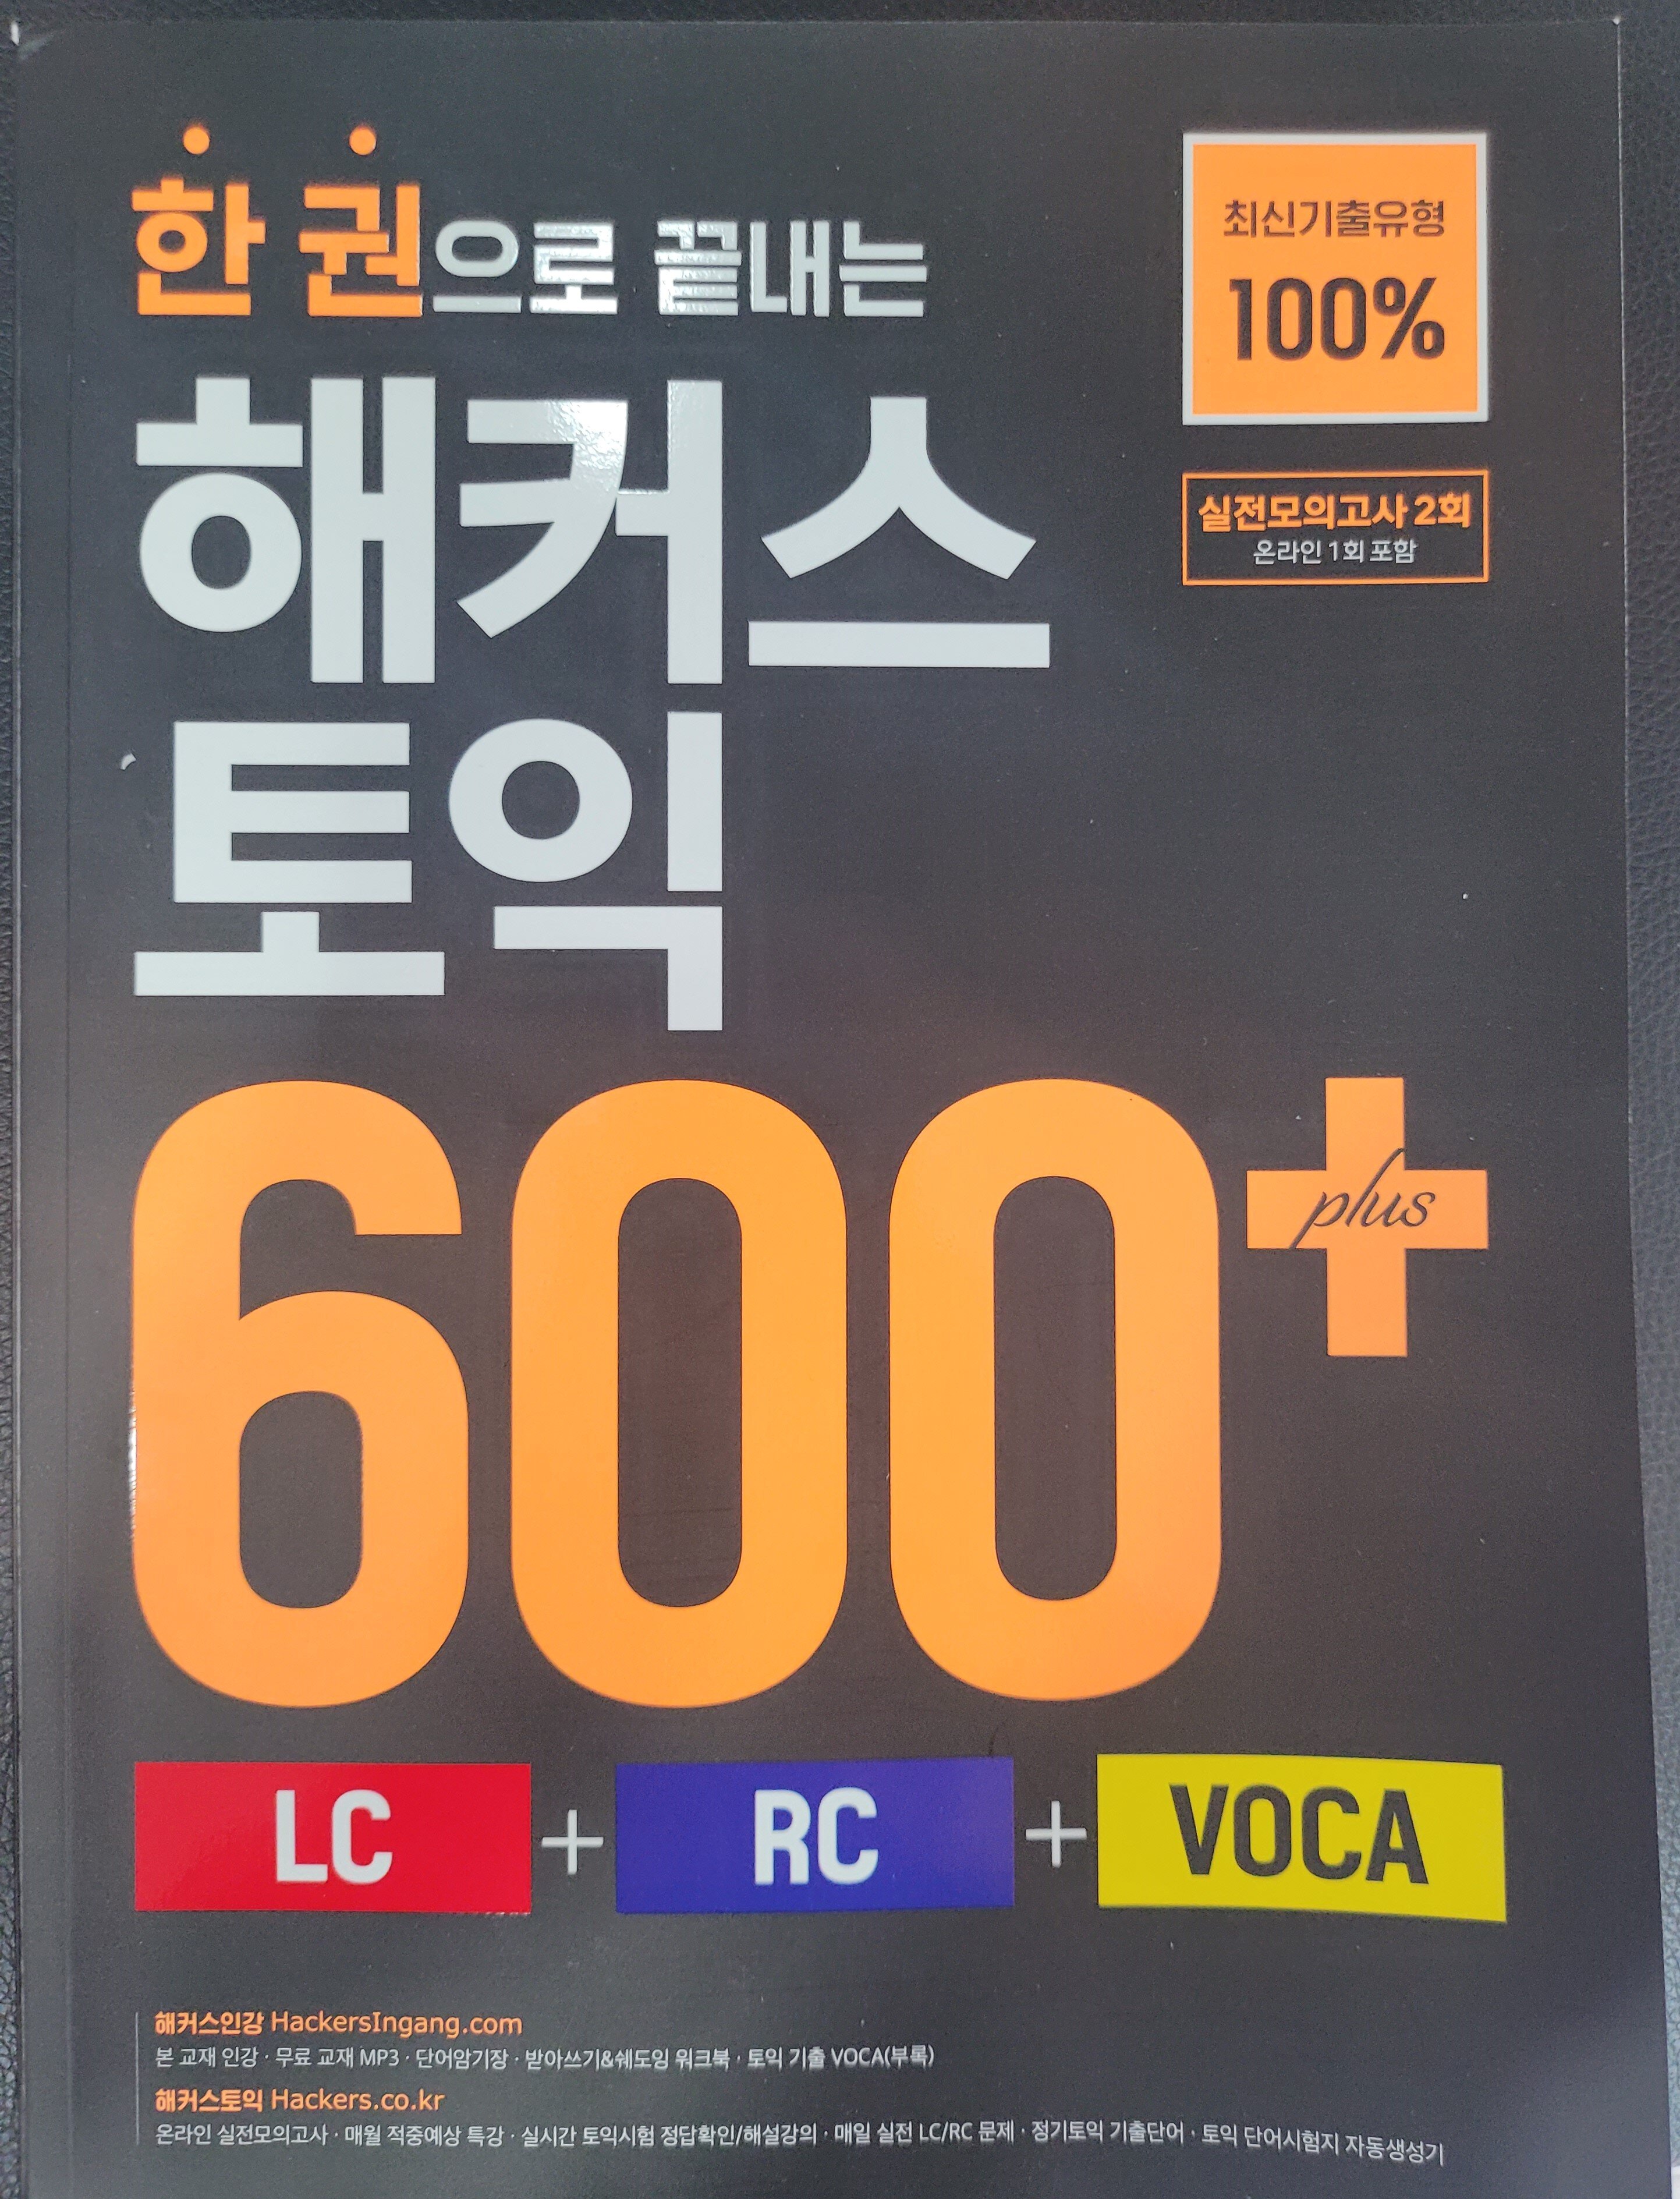 한 권으로 끝내는
해커스
토익
600+
plus
최신기출유형
100%
실전모의고사 2회
온라인 1회 포함
LC + RC + VOCA
해커스인강 HackersIngang.com
본 교재 인강 · 무료 교재 MP3 · 단어암기장 · 받아쓰기&쉐도잉 워크북 · 토익 기출 VOCA(부록)
해커스토익 Hackers.co.kr
온라인 실전모의고사 · 매월 적중예상 특강 · 실시간 토익시험 정답확인/해설강의 · 매일 실전 LC/RC 문제 · 정기토익 기출단어 · 토익 단어시험지 자동생성기